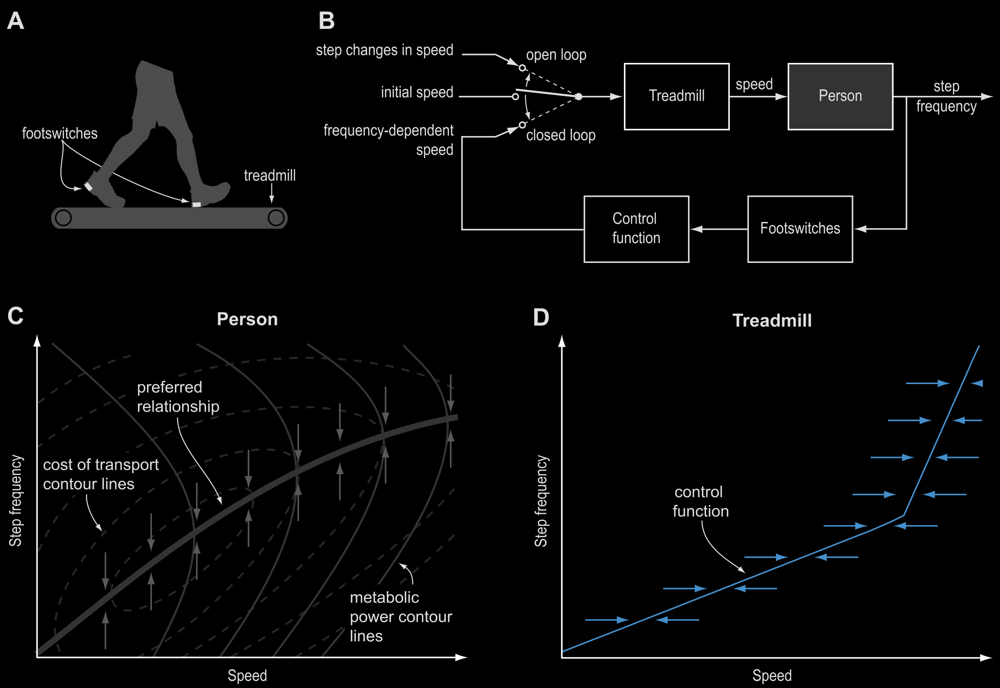 A
footswitches
treadmill
B
step changes in speed
open loop
initial speed
frequency-dependent
speed
closed loop
Treadmill
speed
Person
step
frequency
Control
function
Footswitches
C
Person
preferred
relationship
cost of transport
contour lines
metabolic
power contour
lines
Step frequency
Speed
D
Treadmill
control
function
Step frequency
Speed